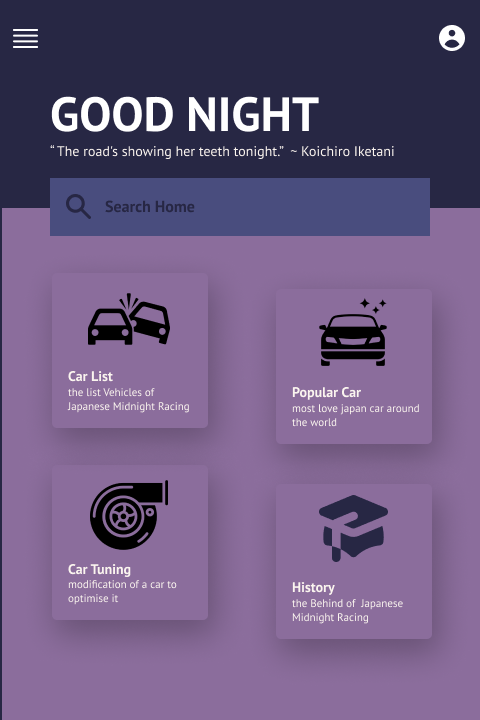 GOOD NIGHT
“ The road's showing her teeth tonight.” ~ Koichiro Iketani
Search Home
Car List
the list Vehicles of
Japanese Midnight Racing
Popular Car
most love japan car around
the world
Car Tuning
modification of a car to
optimise it
History
the Behind of Japanese
Midnight Racing